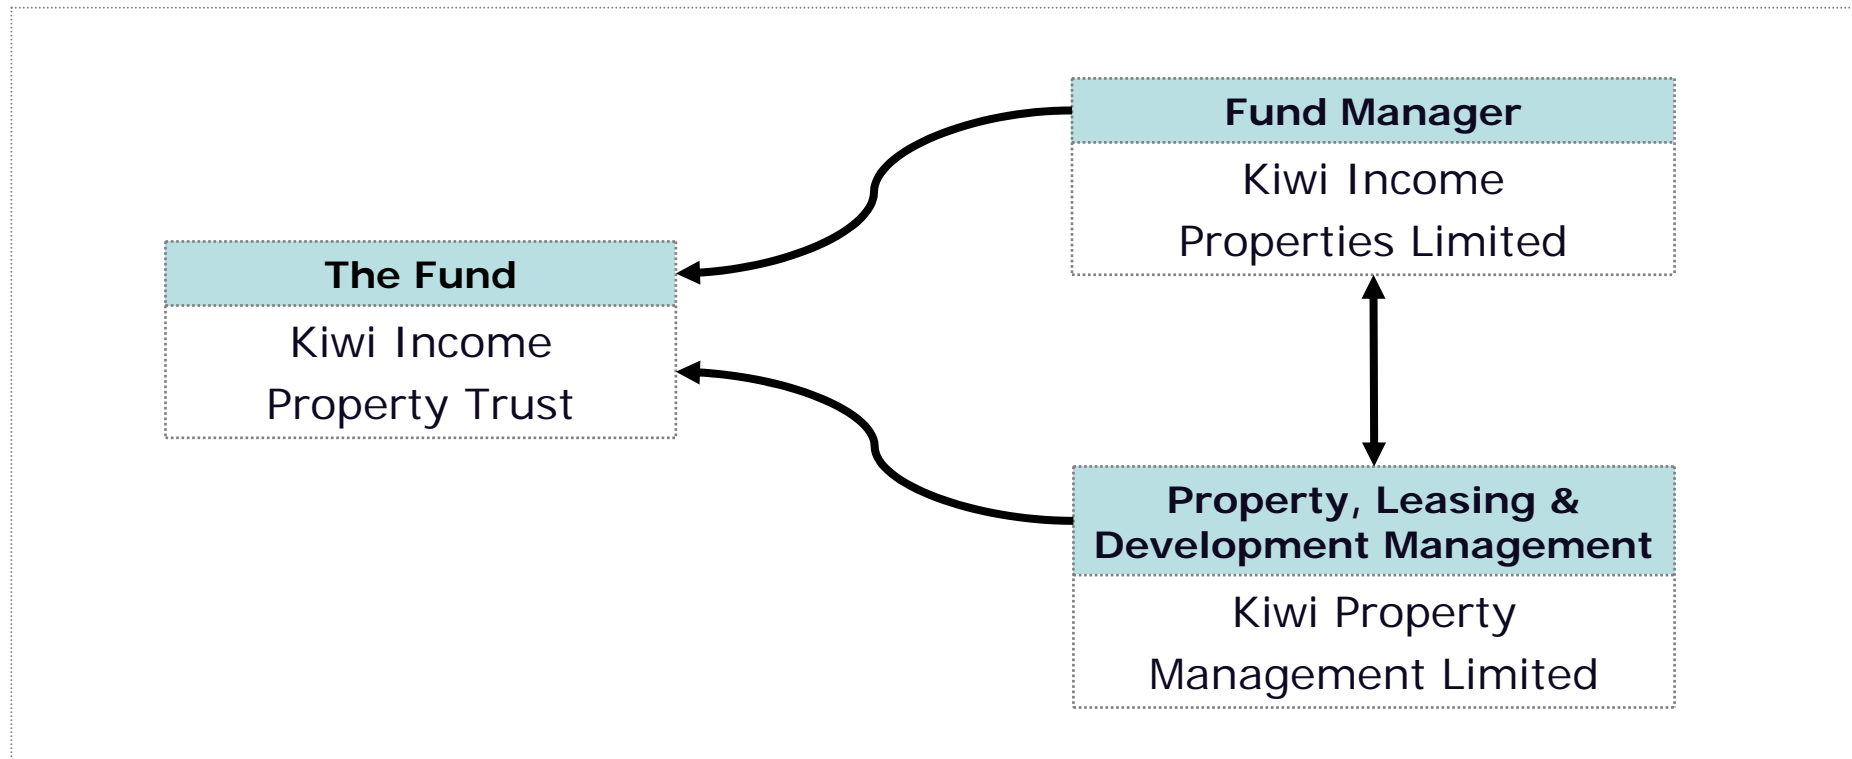 Fund Manager
Kiwi Income
Properties Limited
The Fund
Kiwi Income
Property Trust
Property, Leasing &
Development Management
Kiwi Property
Management Limited